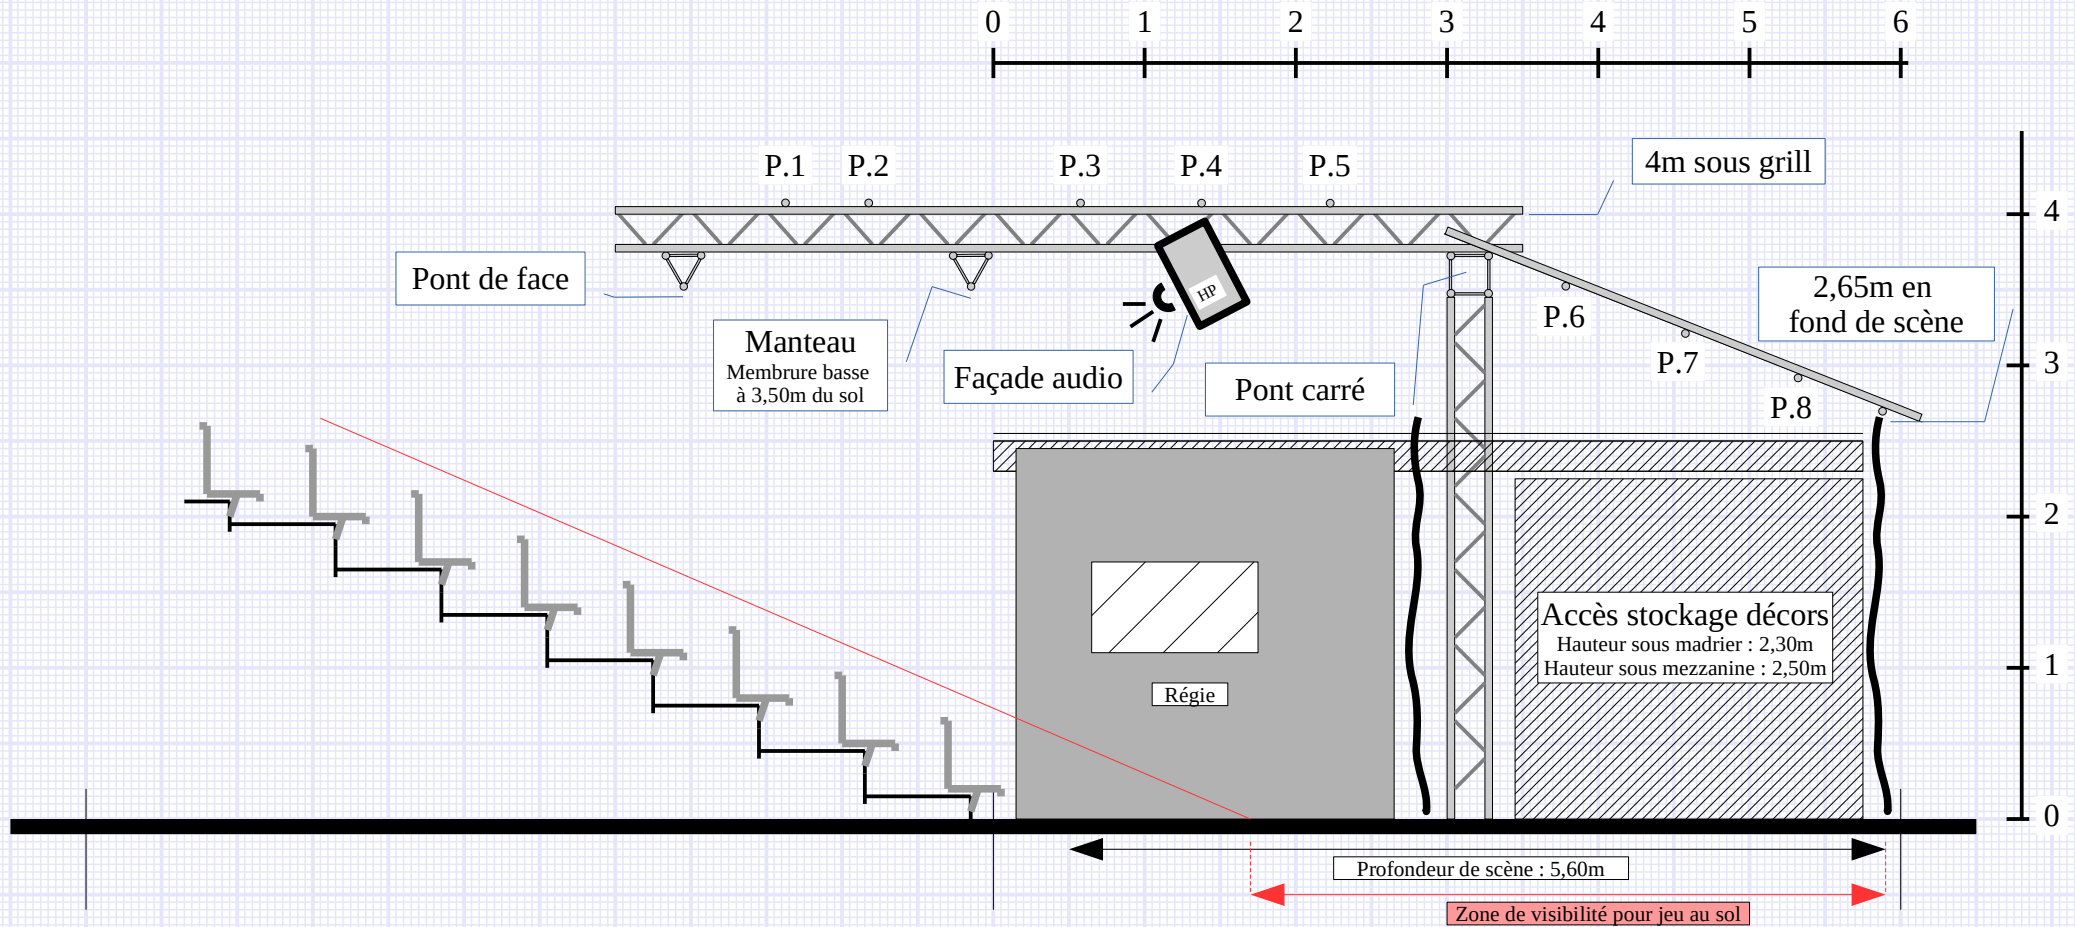 0 1 2 3 4 5 6
P.1 P.2 P.3 P.4 P.5
4m sous grill
4
Pont de face
HP
2,65m en
fond de scène
P.6
Manteau
Membrure basse
à 3,50m du sol
Façade audio
Pont carré
P.7
3
P.8
2
Accès stockage décors
Hauteur sous madrier : 2,30m
Hauteur sous mezzanine : 2,50m
1
Régie
0
Profondeur de scène : 5,60m
Zone de visibilité pour jeu au sol